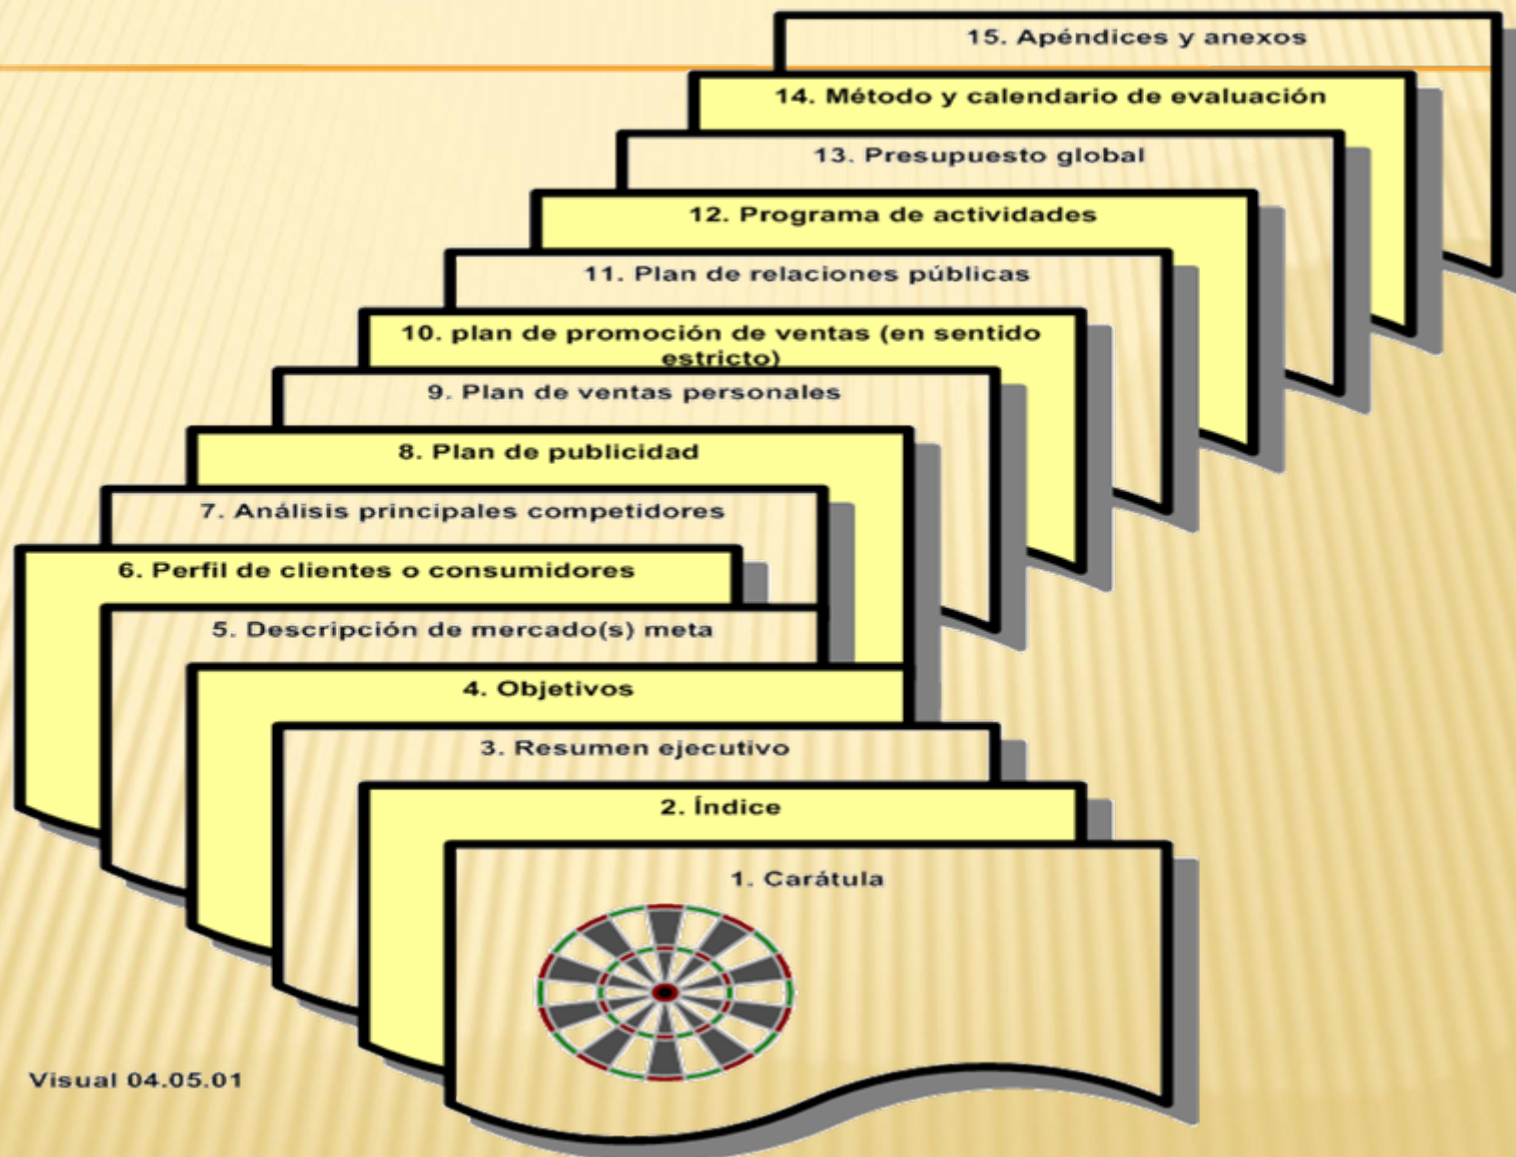 15. Apéndices y anexos
14. Método y calendario de evaluación
13. Presupuesto global
12. Programa de actividades
11. Plan de relaciones públicas
10. plan de promoción de ventas (en sentido
estricto)
9. Plan de ventas personales
8. Plan de publicidad
7. Análisis principales competidores
6. Perfil de clientes o consumidores
5. Descripción de mercado(s) meta
4. Objetivos
3. Resumen ejecutivo
2. Índice
1. Carátula
Visual 04.05.01